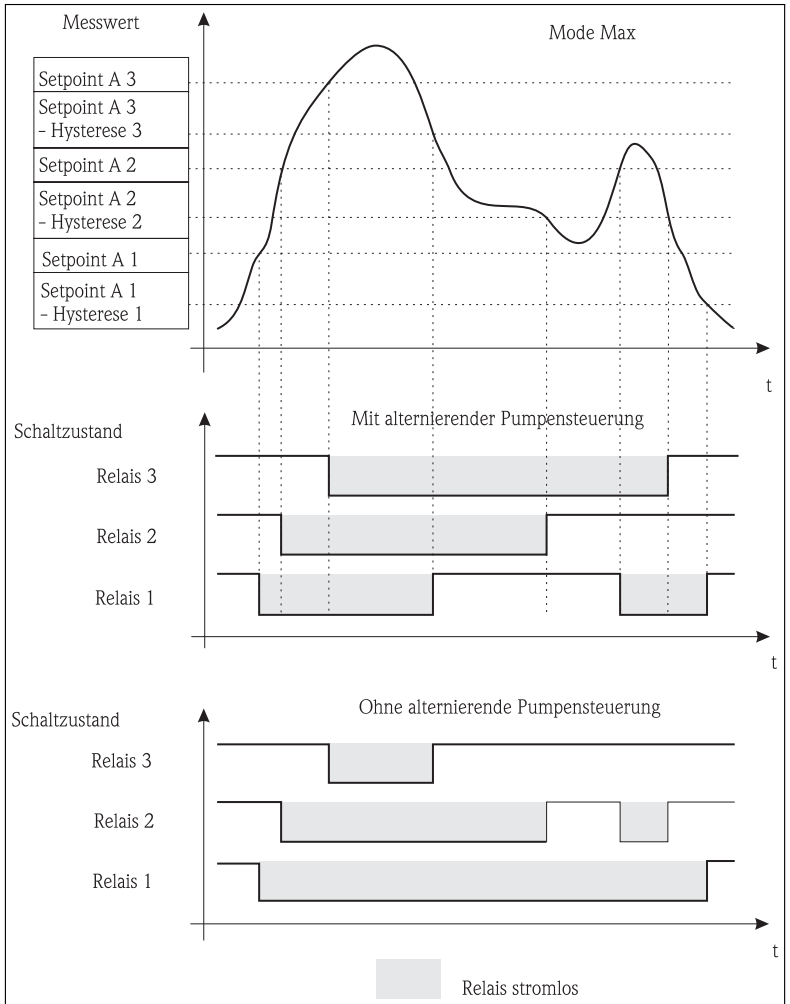 Messwert
Mode Max
Setpoint A 3
Setpoint A 3
– Hysterese 3
Setpoint A 2
Setpoint A 2
– Hysterese 2
Setpoint A 1
Setpoint A 1
– Hysterese 1
t
Schaltzustand
Mit alternierender Pumpensteuerung
Relais 3
Relais 2
Relais 1
t
Schaltzustand
Ohne alternierende Pumpensteuerung
Relais 3
Relais 2
Relais 1
t
Relais stromlos